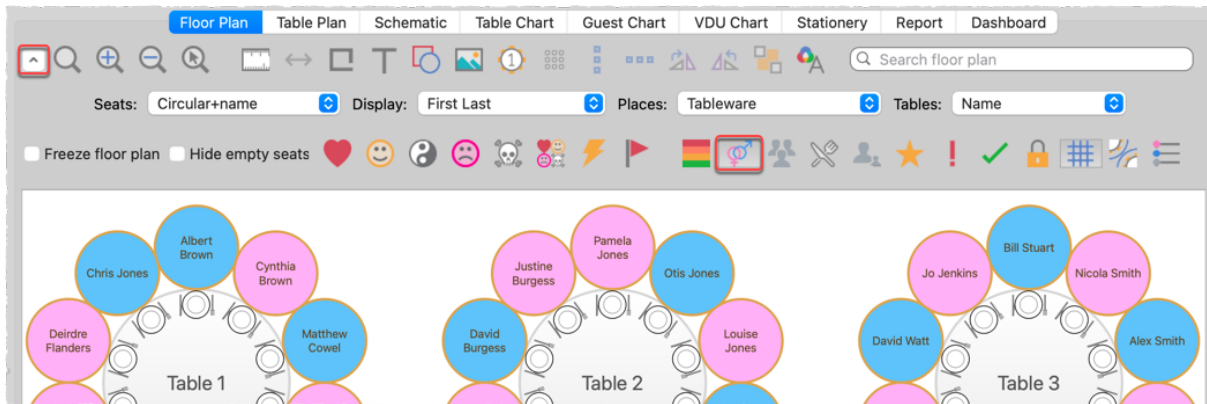 Floor Plan Table Plan Schematic Table Chart Guest Chart VDU Chart Stationery Report Dashboard
T 1 A Search floor plan
Seats: Circular+name Display: First Last Places: Tableware Tables: Name
Freeze floor plan Hide empty seats
Albert
Brown
Chris Jones
Cynthia
Brown
Deirdre
Flanders
Matthew
Cowel
Table 1
Pamela
Jones
Justine
Burgess
Otis Jones
David
Burgess
Louise
Jones
Table 2
Bill Stuart
Jo Jenkins
Nicola Smith
David Watt
Alex Smith
Table 3